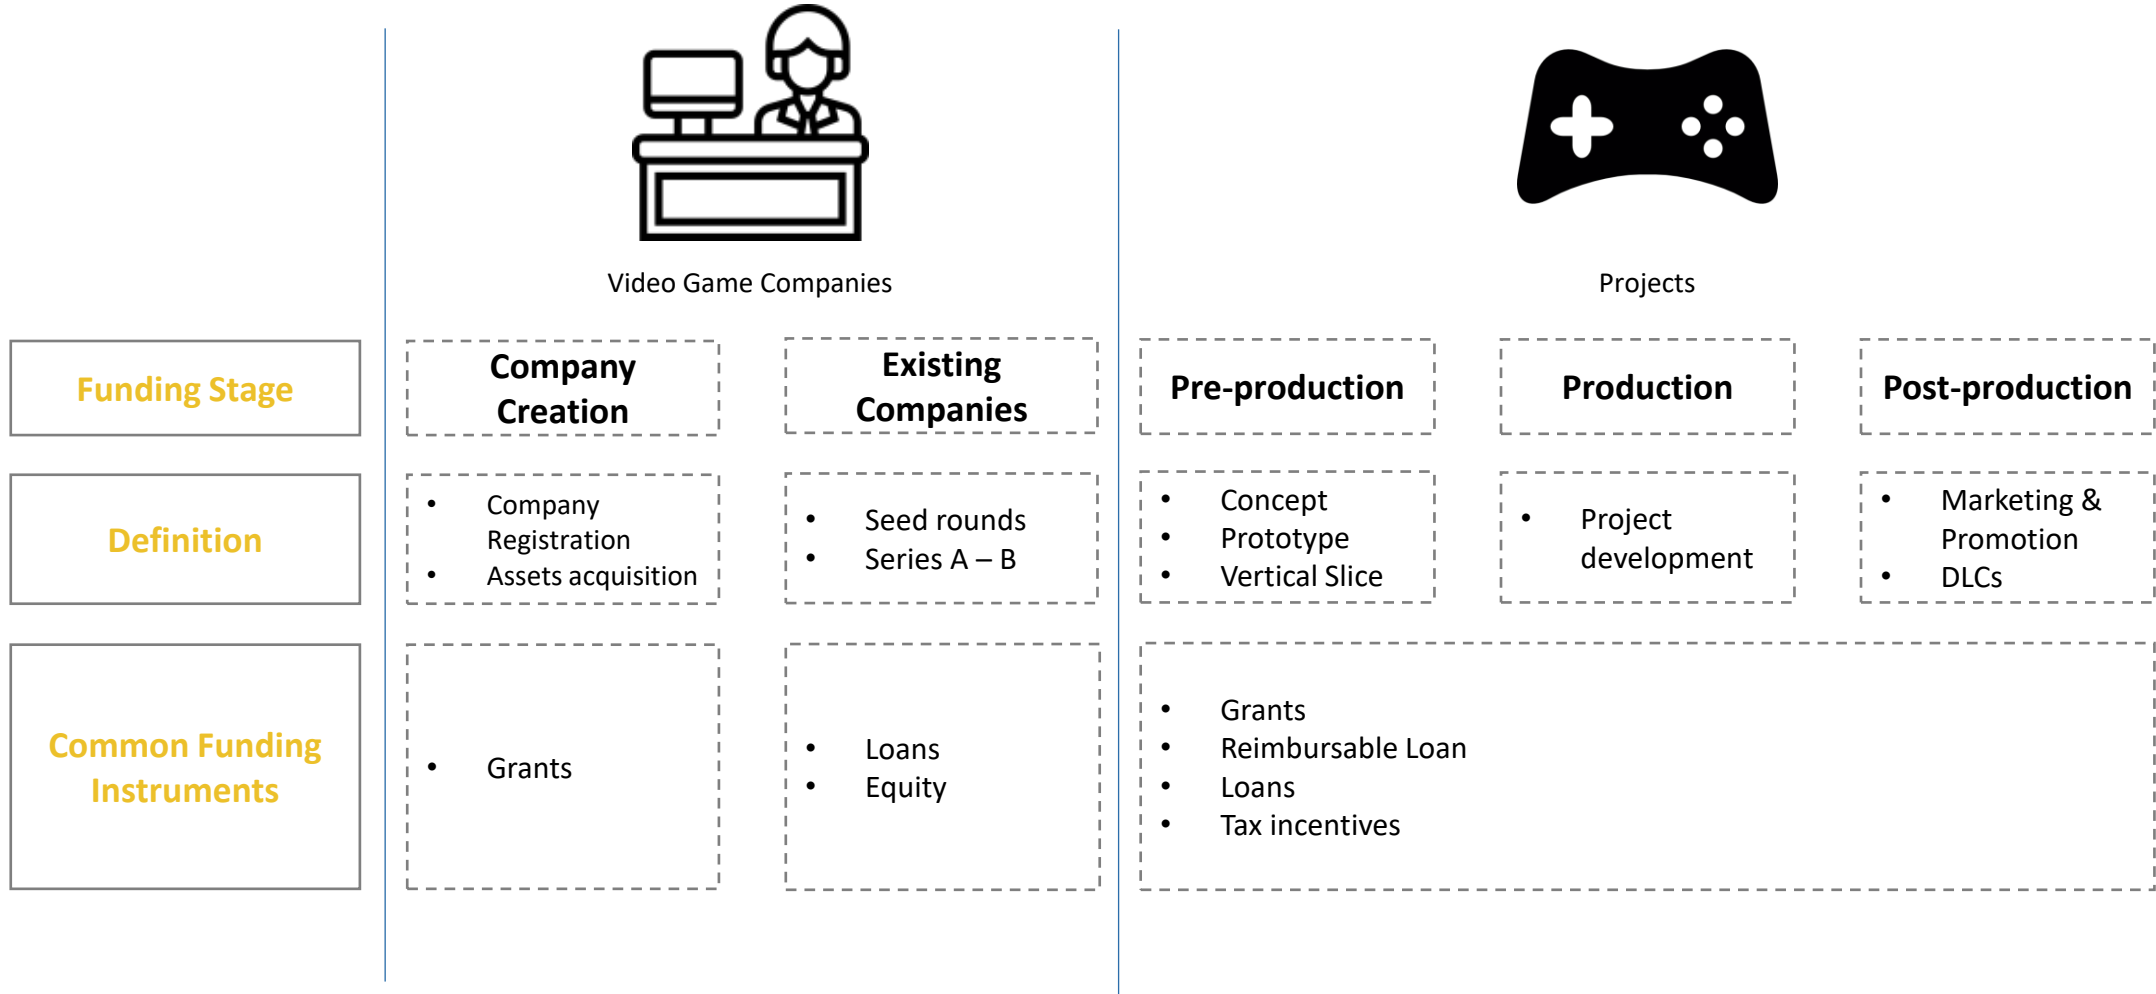 Video Game Companies
Projects
Funding Stage
Company
Creation
Existing
Companies
Pre-production
Production
Post-production
Definition
• Company
Registration
• Assets acquisition
• Seed rounds
• Series A – B
• Concept
• Prototype
• Vertical Slice
• Project
development
• Marketing &
Promotion
• DLCs
Common Funding
Instruments
• Grants
• Loans
• Equity
• Grants
• Reimbursable Loan
• Loans
• Tax incentives